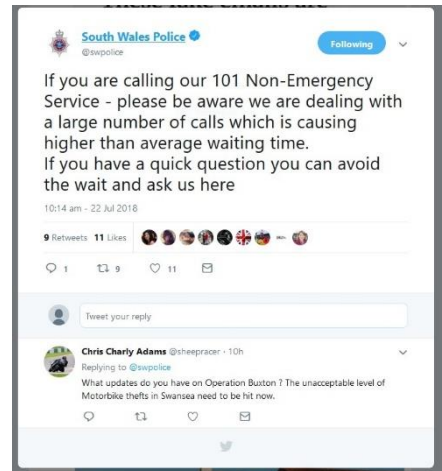 South Wales Police
@swpolice
Following
If you are calling our 101 Non-Emergency
Service - please be aware we are dealing with
a large number of calls which is causing
higher than average waiting time.
If you have a quick question you can avoid
the wait and ask us here
10:14 am - 22 Jul 2018
9 Retweets 11 Likes
1 9 11
Tweet your reply
Chris Charly Adams @sheepracer · 10h
Replying to @swpolice
What updates do you have on Operation Buxton ? The unacceptable level of
Motorbike thefts in Swansea need to be hit now.